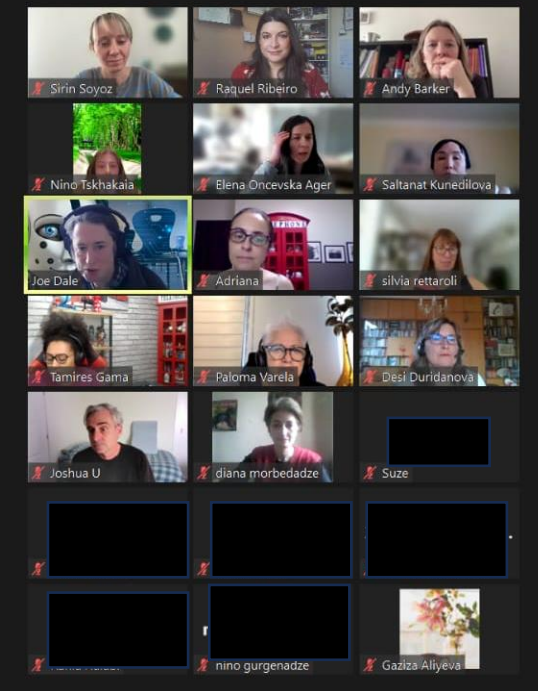 Sirin Soyoz
Raquel Ribeiro
Andy Barker
Nino Tskhakaia
Elena Oncevska Ager
Saltanat Kunedilova
Joe Dale
Adriana
silvia rettaroli
Tamires Gama
Paloma Varela
Desi Duridanova
Joshua U
diana morbedadze
Suze
nino gurgenadze
Gaziza Aliyeva